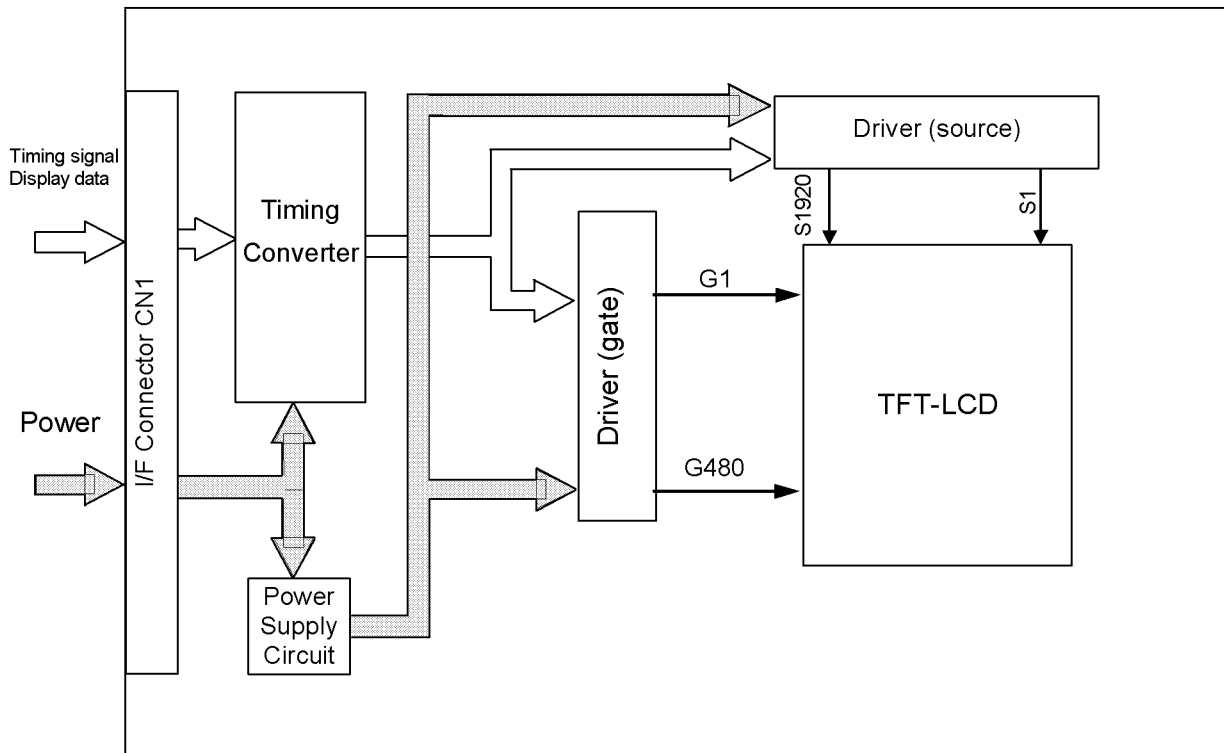 Timing signal
Display data
Power
I/F Connector CN1
Timing
Converter
Power
Supply
Circuit
Driver (source)
S1920
S1
Driver (gate)
G1
G480
TFT-LCD